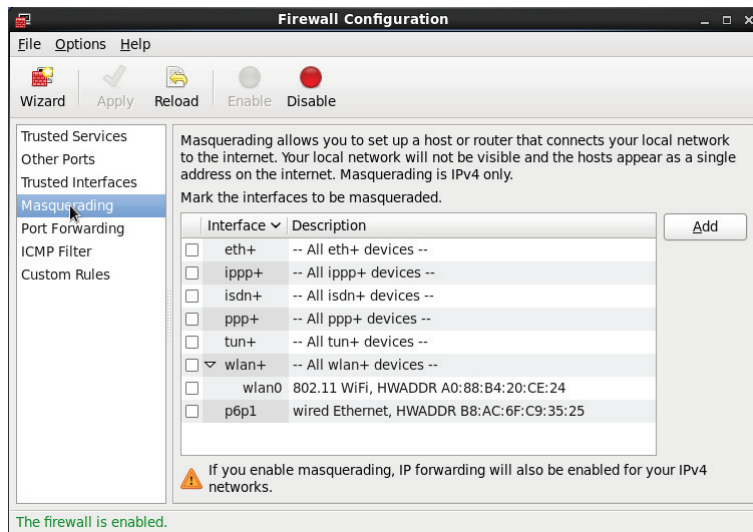 Firewall Configuration
File Options Help
Wizard Apply Reload Enable Disable
Trusted Services
Other Ports
Trusted Interfaces
Masquerading
Port Forwarding
ICMP Filter
Custom Rules
Masquerading allows you to set up a host or router that connects your local network
to the internet. Your local network will not be visible and the hosts appear as a single
address on the internet. Masquerading is IPv4 only.
Mark the interfaces to be masqueraded.
Interface Description
eth+ -- All eth+ devices --
ippp+ -- All ippp+ devices --
isdn+ -- All isdn+ devices --
ppp+ -- All ppp+ devices --
tun+ -- All tun+ devices --
wlan+ -- All wlan+ devices --
wlan0 802.11 WiFi, HWADDR A0:88:B4:20:CE:24
p6p1 wired Ethernet, HWADDR B8:AC:6F:C9:35:25
Add
If you enable masquerading, IP forwarding will also be enabled for your IPv4
networks.
The firewall is enabled.